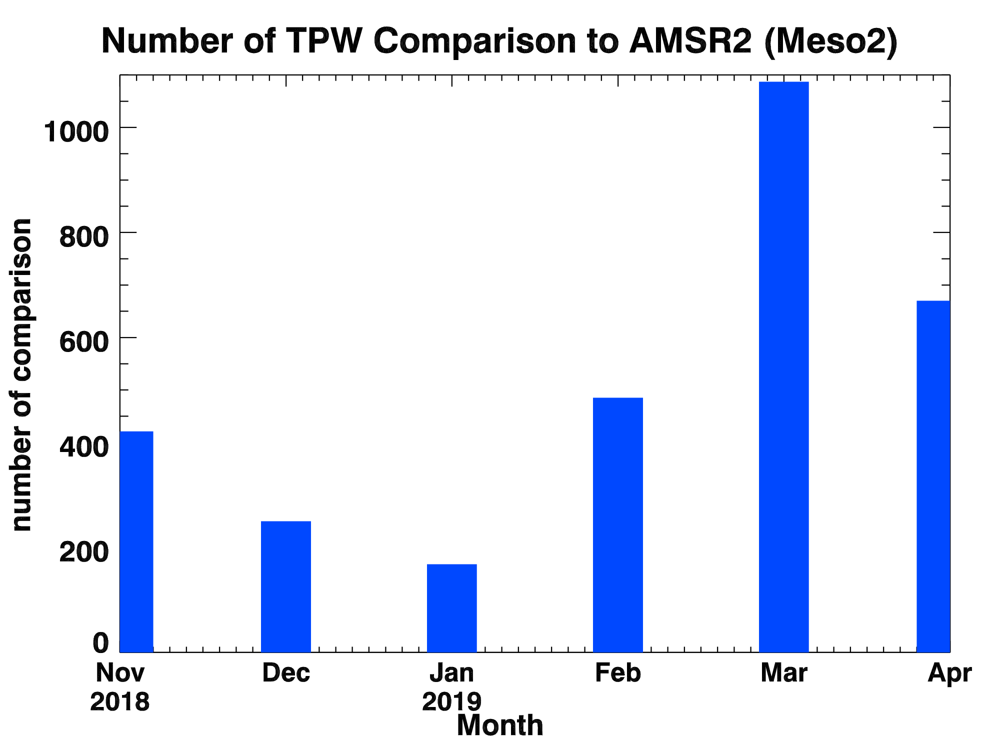 Number of TPW Comparison to AMSR2 (Meso2)
number of comparison
1000
800
600
400
200
0
Nov Dec Jan Feb Mar Apr
2018 2019
Month